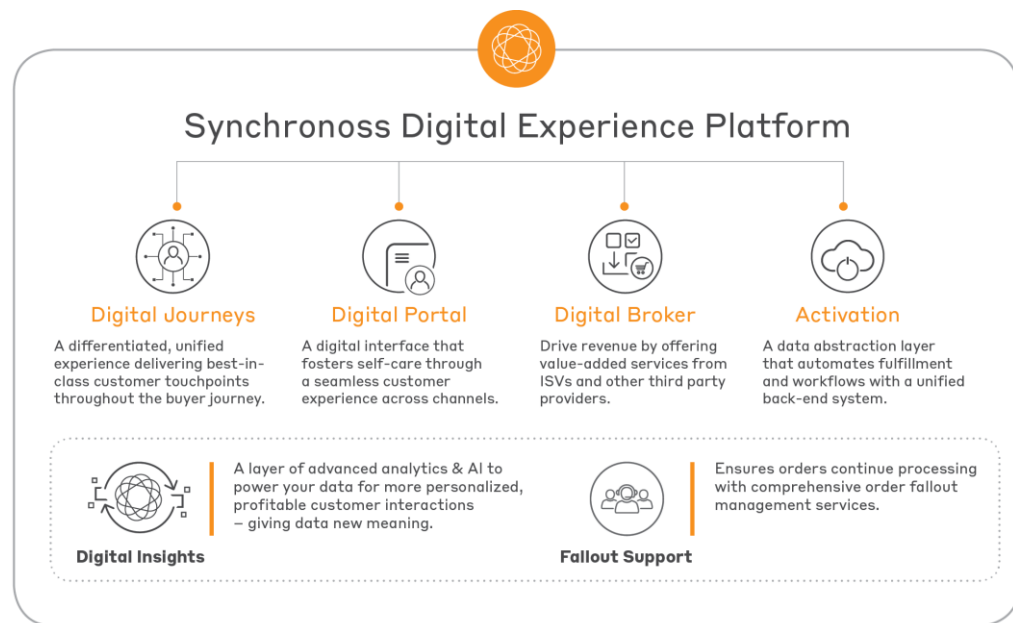 Synchronoss Digital Experience Platform
Digital Journeys
A differentiated, unified
experience delivering best-in-
class customer touchpoints
throughout the buyer journey.
Digital Portal
A digital interface that
fosters self-care through
a seamless customer
experience across channels.
Digital Broker
Drive revenue by offering
value-added services from
ISVs and other third party
providers.
Activation
A data abstraction layer
that automates fulfillment
and workflows with a unified
back-end system.
Digital Insights
A layer of advanced analytics & AI to
power your data for more personalized,
profitable customer interactions
– giving data new meaning.
Fallout Support
Ensures orders continue processing
with comprehensive order fallout
management services.